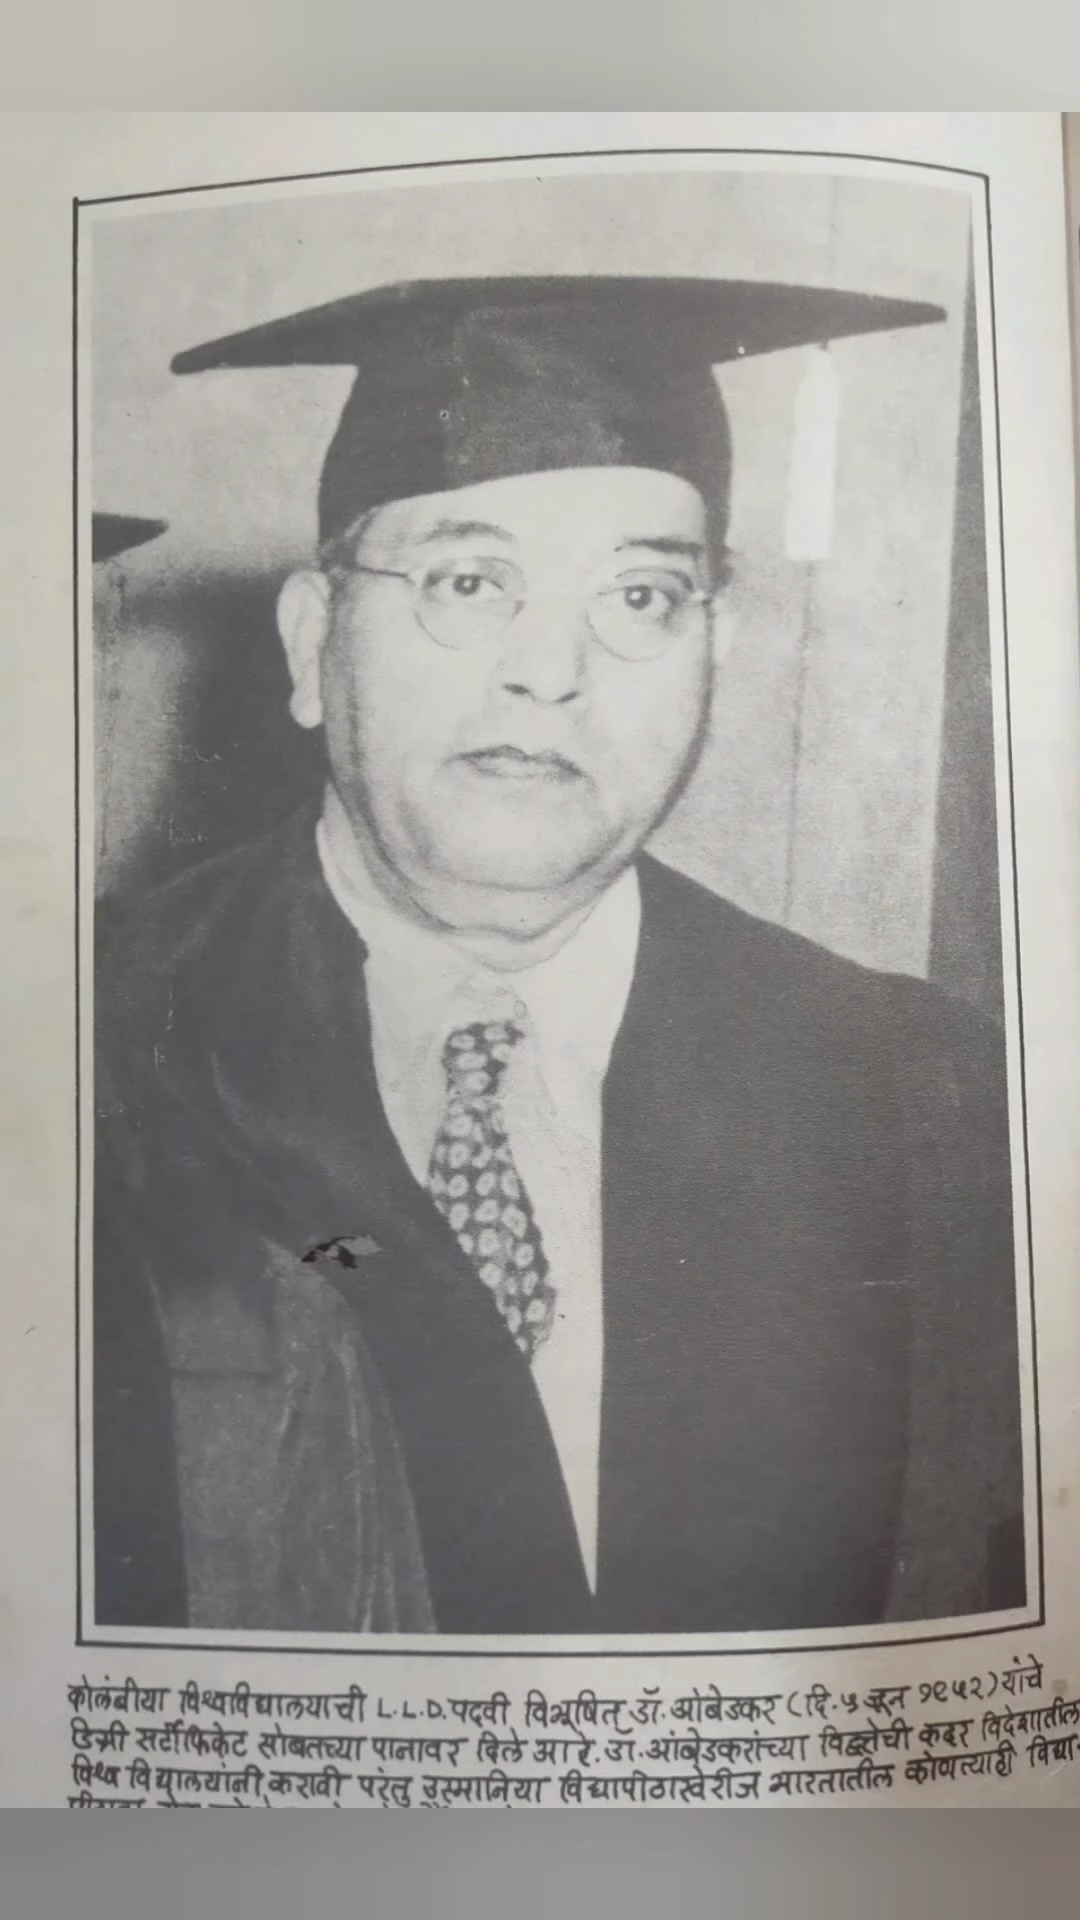 कोलंबीया विश्वविद्यालयाची L.L.D. पदवी विभूषित डॉ. आंबेडकर (दि. ५ जून १९५२) यांचे
डिग्री सर्टीफिकेट सोबतच्या पानावर दिले आहे. डा. आंबेडकरांच्या विद्वत्तेची कदर विदेशातील
विश्व विद्यालयांनी करावी परंतु उस्मानिया विद्यापीठाखेरीज भारतातील कोणत्याही विद्या-